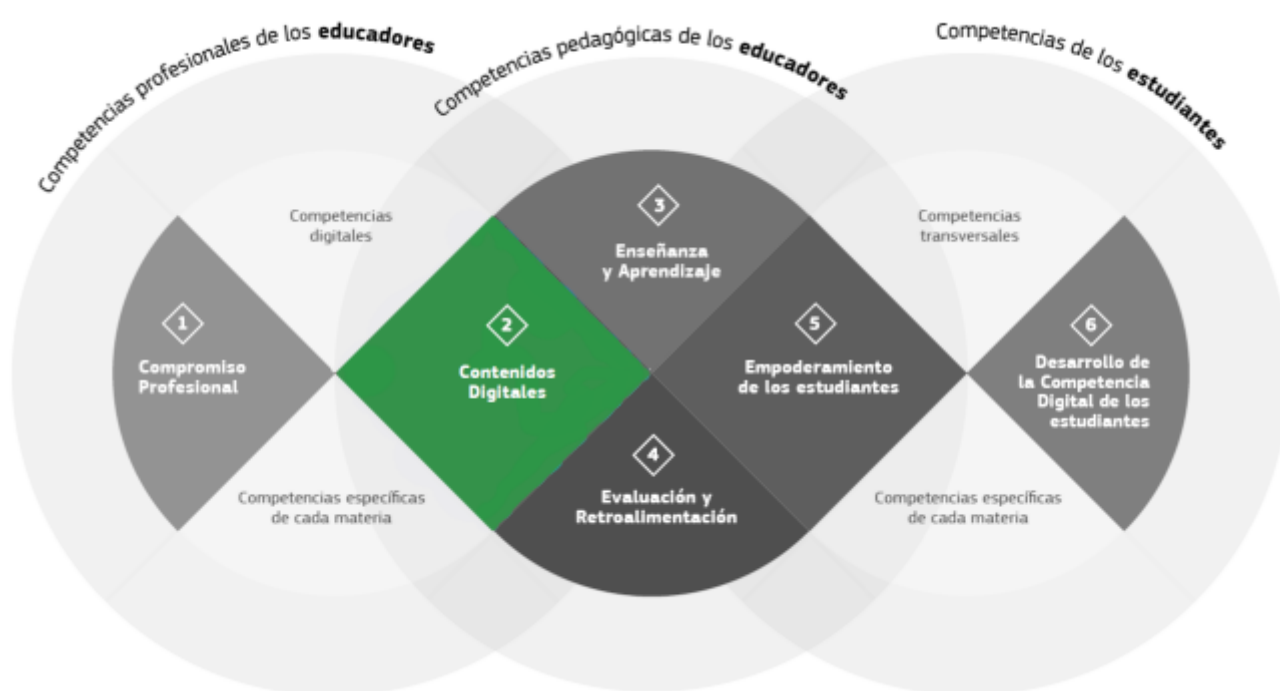 Competencias profesionales de los educadores
Competencias pedagógicas de los educadores
Competencias de los estudiantes
Competencias
digitales
1
Compromiso
Profesional
Competencias específicas
de cada materia
2
Contenidos
Digitales
3
Enseñanza
y Aprendizaje
4
Evaluación y
Retroalimentación
5
Empoderamiento
de los estudiantes
Competencias
transversales
Competencias específicas
de cada materia
6
Desarrollo de
la Competencia
Digital de los
estudiantes